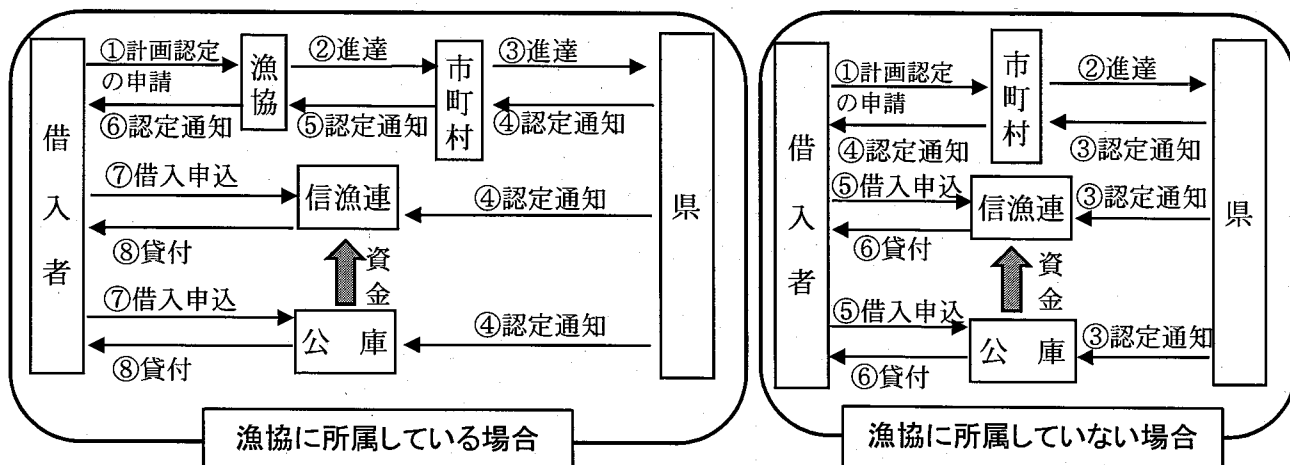 借入者
①計画認定
の申請
漁協
②進達
市町村
③進達
⑥認定通知
⑤認定通知
④認定通知
⑦借入申込
信漁連
④認定通知
⑧貸付
資金
⑦借入申込
公 庫
④認定通知
⑧貸付
県
漁協に所属している場合
借入者
①計画認定
の申請
市町村
②進達
④認定通知
③認定通知
⑤借入申込
信漁連
③認定通知
⑥貸付
資金
⑤借入申込
公 庫
③認定通知
⑥貸付
県
漁協に所属していない場合